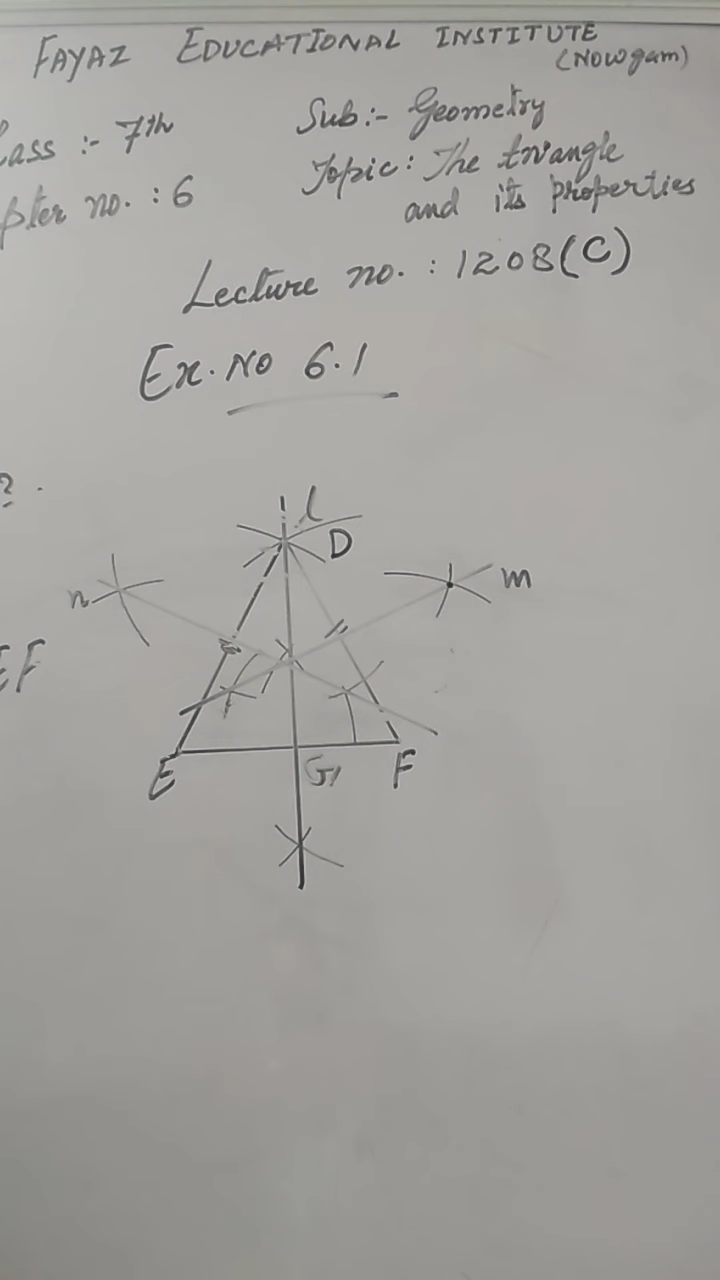 FAYAZ EDUCATIONAL INSTITUTE
(Nowgam)
ass :- 7th
Sub:- Geometry
pter no. : 6
Topic: The triangle
and its properties
Lecture no. : 1208(C)
Ex. No 6.1
?
l
D
n
m
EF
E
G
F